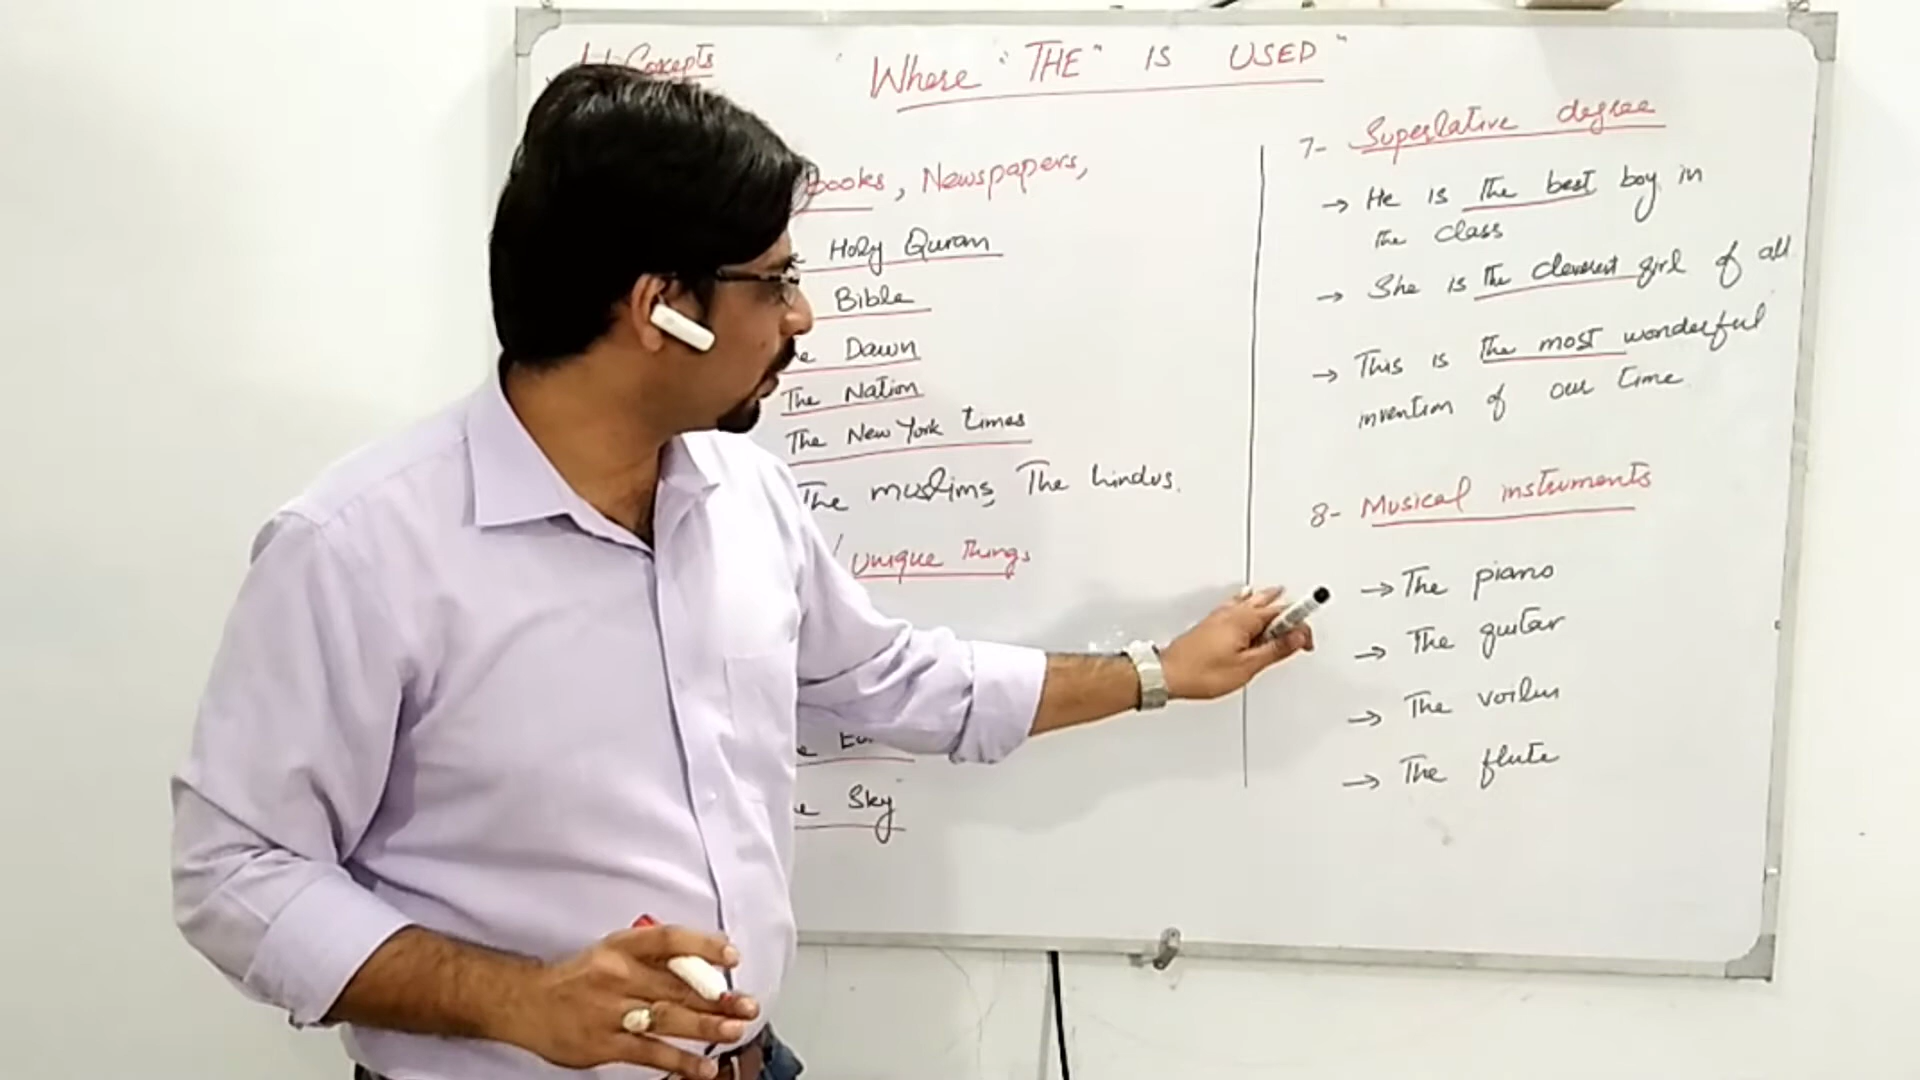 Cocepts
" Where "THE" IS USED "
Books, Newspapers,
Holy Quran
Bible
Dawn
The Nation
The New York times
The muslims, The hindus.
/ Unique things
Sky
7- Superlative degree
→ He is the best boy in
the class
→ She is the cleverest girl of all
→ This is the most wonderful
invention of our time
8- Musical instruments
→ The piano
→ The guitar
→ The voilin
→ The flute